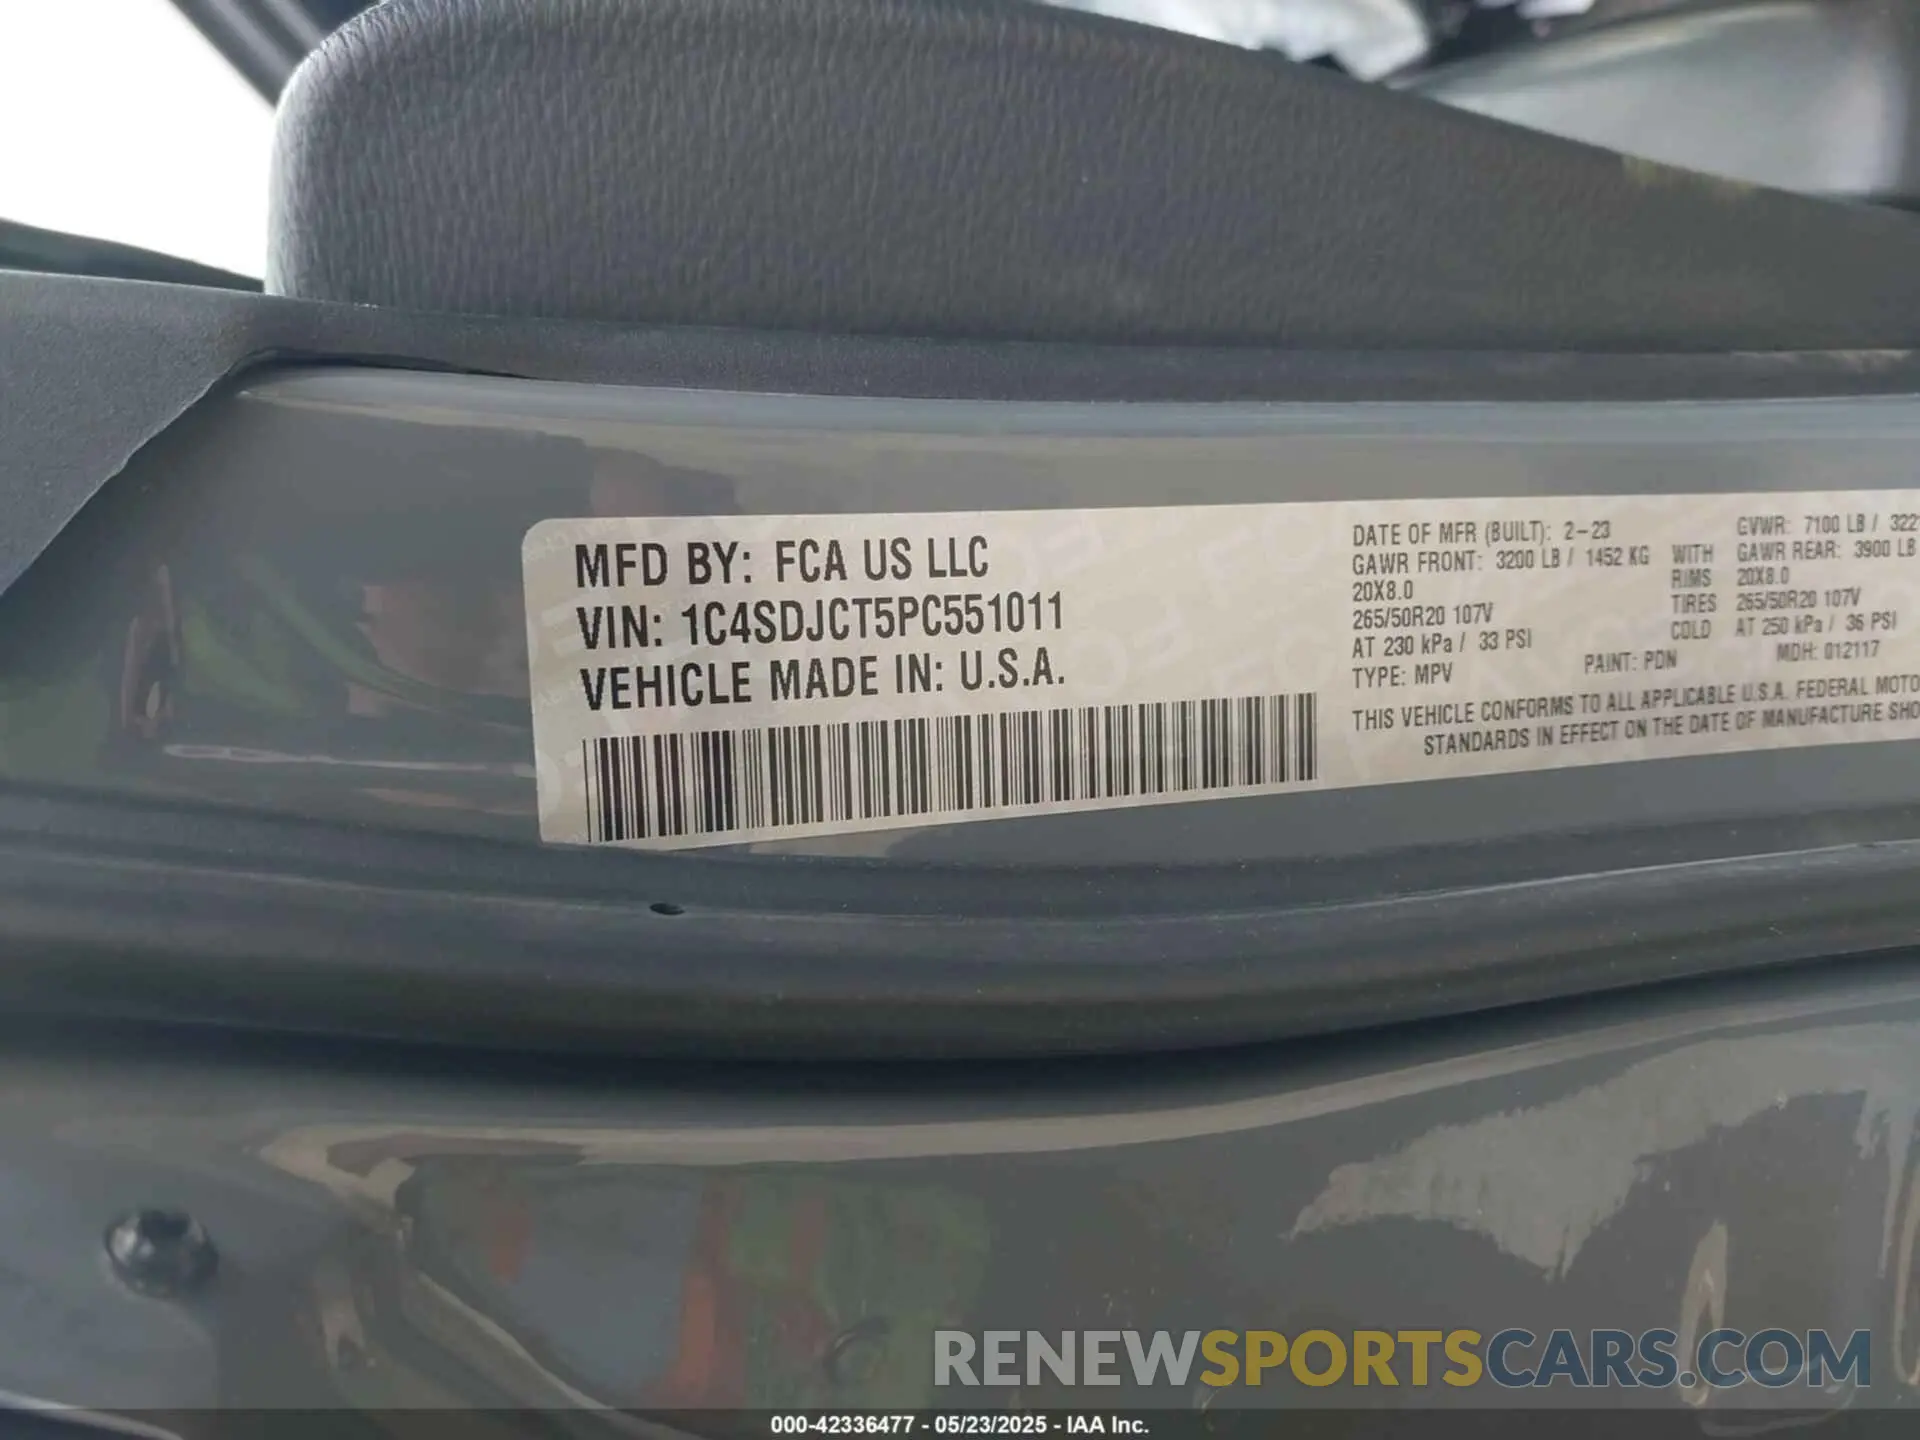 MFD BY: FCA US LLC
VIN: 1C4SDJCT5PC551011
VEHICLE MADE IN: U.S.A.
DATE OF MFR (BUILT): 2-23
GAWR FRONT: 3200 LB / 1452 KG
20X8.0
265/50R20 107V
AT 230 kPa / 33 PSI
TYPE: MPV
WITH
RIMS
TIRES
COLD
GVWR: 7100 LB / 322
GAWR REAR: 3900 LB
20X8.0
265/50R20 107V
AT 250 kPa / 36 PSI
PAINT: PDN
MDH: 012117
THIS VEHICLE CONFORMS TO ALL APPLICABLE U.S.A. FEDERAL MOTO
STANDARDS IN EFFECT ON THE DATE OF MANUFACTURE SHO
RENEWSPORTSCARS.COM
000-42336477 - 05/23/2025 - IAA Inc.